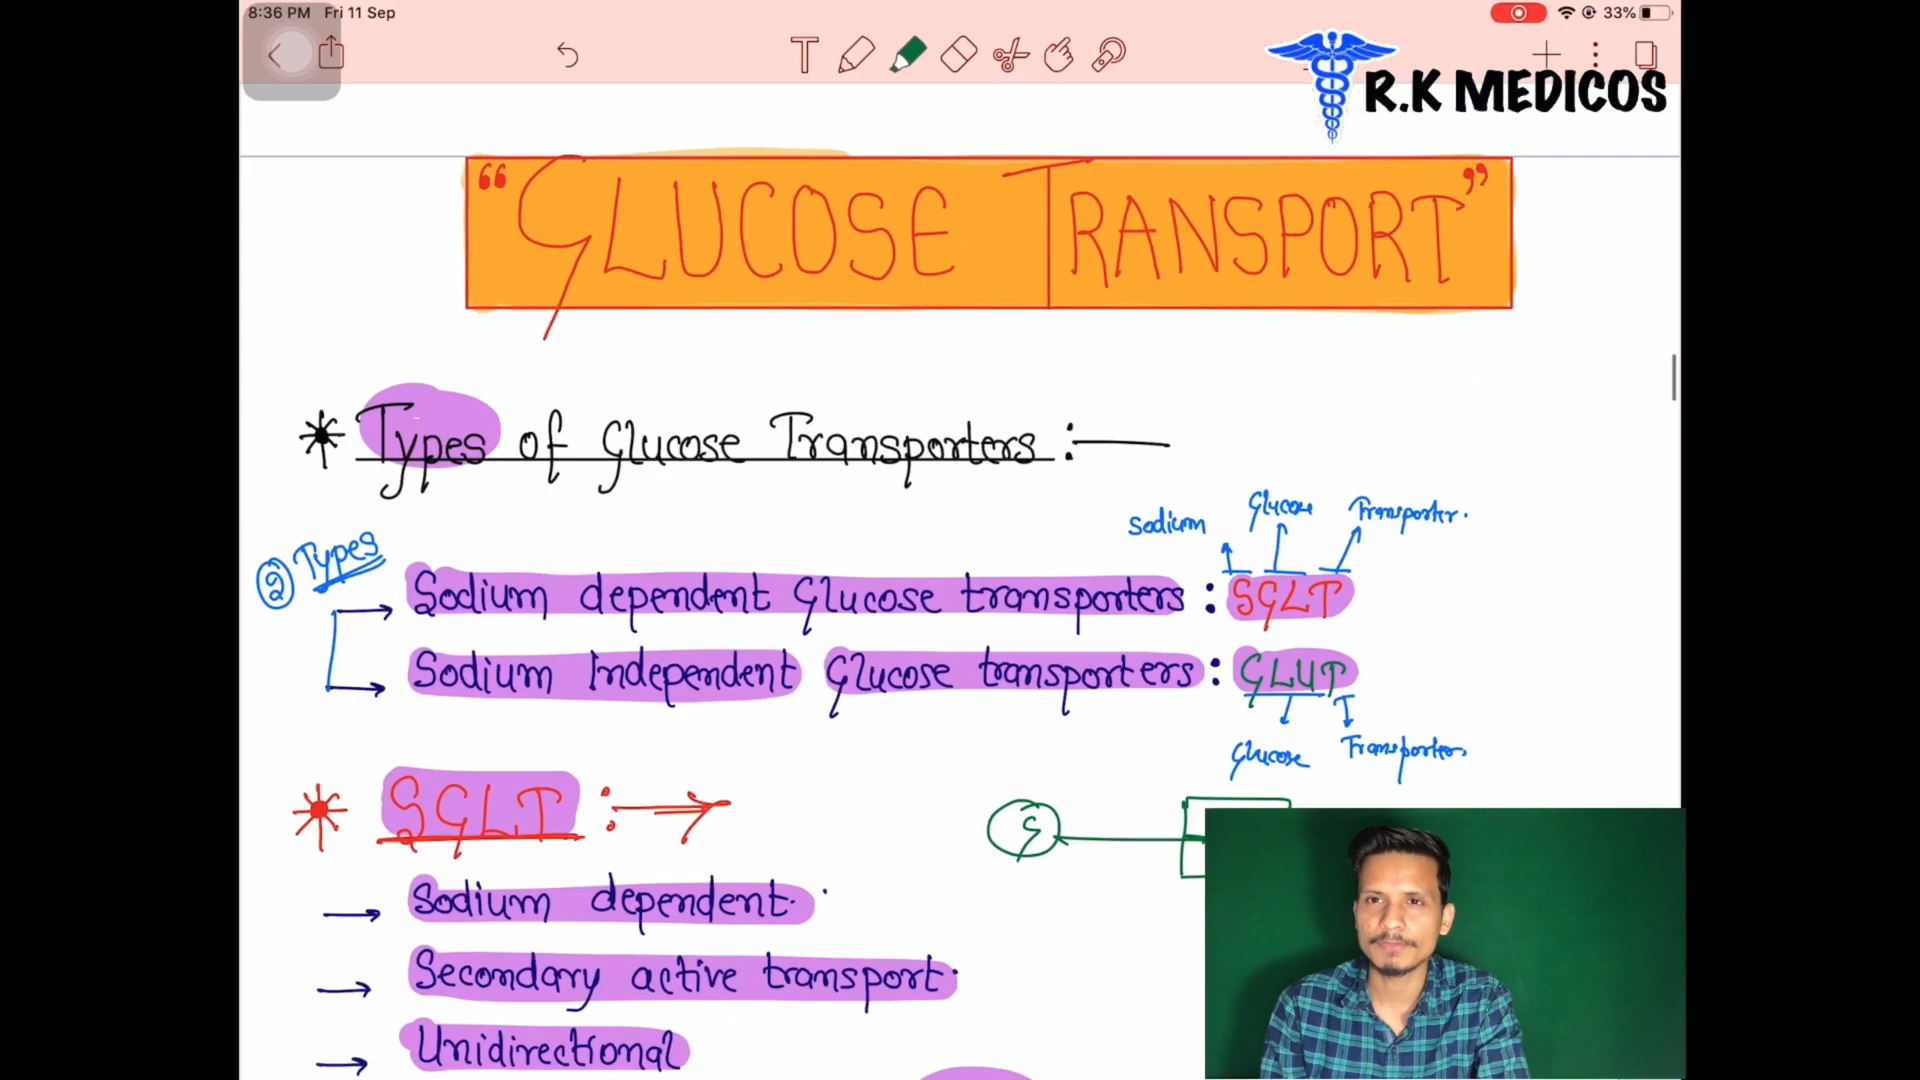 8:36 PM Fri 11 Sep
33%
R.K MEDICOS
"GLUCOSE TRANSPORT"
* Types of Glucose Transporters :—
Sodium Glucose Transporter.
② Types
→ Sodium dependent Glucose transporters : SGLT
→ Sodium Independent Glucose transporters : GLUT
Glucose Transporter.
* SGLT :→
G
→ Sodium dependent.
→ Secondary active transport.
→ Unidirectional